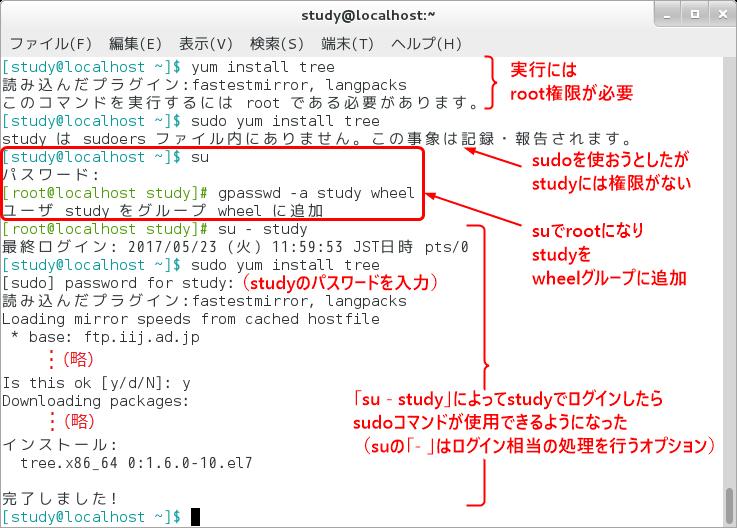 study@localhost:~
ファイル(F) 編集(E) 表示(V) 検索(S) 端末(T) ヘルプ(H)
[study@localhost ~]$ yum install tree
読み込んだプラグイン:fastestmirror, langpacks
このコマンドを実行するには root である必要があります。
実行には
root権限が必要
[study@localhost ~]$ sudo yum install tree
study は sudoers ファイル内にありません。この事象は記録・報告されます。
sudoを使おうとしたが
studyには権限がない
[study@localhost ~]$ su
パスワード:
[root@localhost study]# gpasswd -a study wheel
ユーザ study をグループ wheel に追加
suでrootになり
studyを
wheelグループに追加
[root@localhost study]# su - study
最終ログイン: 2017/05/23 (火) 11:59:53 JST日時 pts/0
[study@localhost ~]$ sudo yum install tree
[sudo] password for study:(studyのパスワードを入力)
読み込んだプラグイン:fastestmirror, langpacks
Loading mirror speeds from cached hostfile
* base: ftp.iij.ad.jp
⋮(略)
Is this ok [y/d/N]: y
Downloading packages:
⋮(略)
「su - study」によってstudyでログインしたら
sudoコマンドが使用できるようになった
(suの「- 」はログイン相当の処理を行うオプション)
インストール:
tree.x86_64 0:1.6.0-10.el7
完了しました!
[study@localhost ~]$